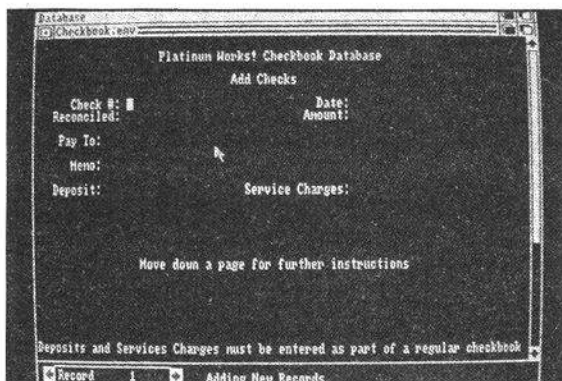 Database
Checkbook.env
Platinum Works! Checkbook Database
Add Checks
Check #: Date:
Reconciled: Amount:
Pay To:
Memo:
Deposit: Service Charges:
Move down a page for further instructions
Deposits and Services Charges must be entered as part of a regular checkbook
Record 1 Adding New Records